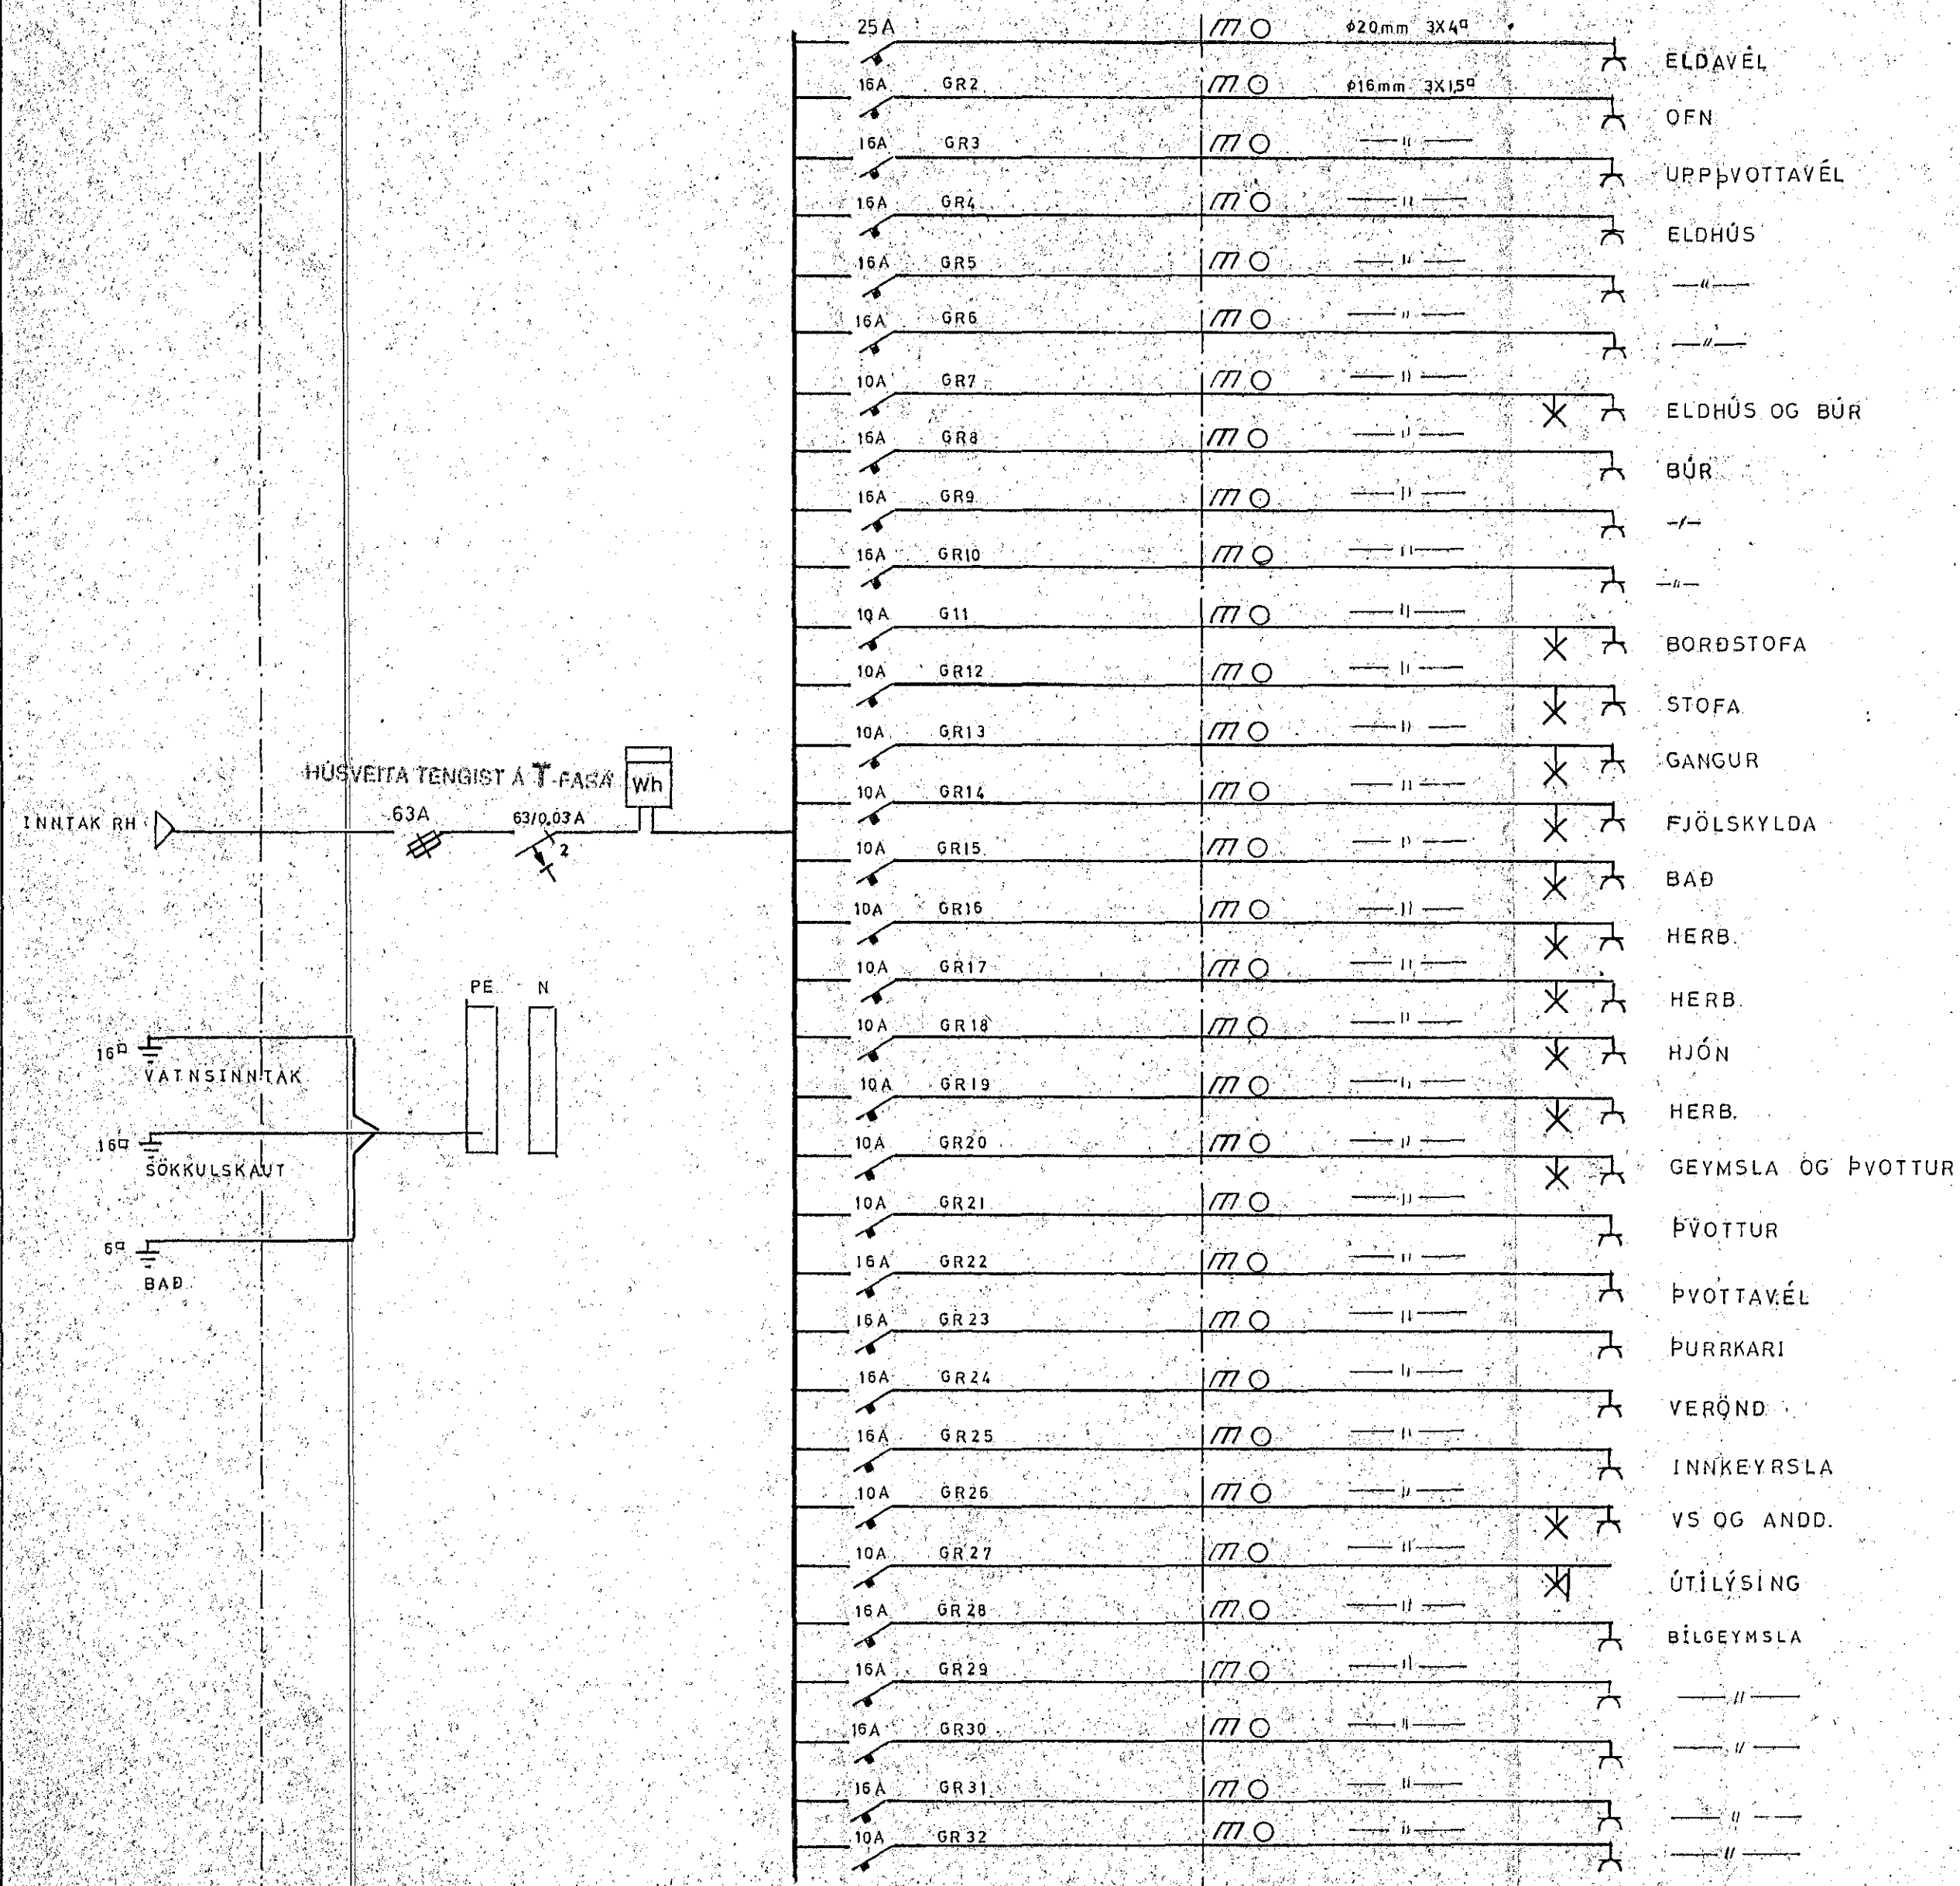 25A φ20mm 3X4▫ ELDAVÉL
16A GR2 φ16mm 3X1,5▫ OFN
16A GR3 —〃— UPPÞVOTTAVÉL
16A GR4 —〃— ELDHÚS
16A GR5 —〃— —〃—
16A GR6 —〃— —〃—
10A GR7 —〃— ELDHÚS OG BÚR
16A GR8 —〃— BÚR
16A GR9 —〃— -/-
16A GR10 —〃— —〃—
10A G11 —〃— BORÐSTOFA
10A GR12 —〃— STOFA
10A GR13 —〃— GANGUR
10A GR14 —〃— FJÖLSKYLDA
10A GR15 —〃— BAÐ
10A GR16 —〃— HERB.
10A GR17 —〃— HERB.
10A GR18 —〃— HJÓN
10A GR19 —〃— HERB.
10A GR20 —〃— GEYMSLA OG ÞVOTTUR
10A GR21 —〃— ÞVOTTUR
16A GR22 —〃— ÞVOTTAVÉL
16A GR23 —〃— ÞURRKARI
16A GR24 —〃— VERÖND
16A GR25 —〃— INNKEYRSLA
10A GR26 —〃— VS OG ANDD.
10A GR27 —〃— ÚTILÝSING
16A GR28 —〃— BÍLGEYMSLA
16A GR29 —〃— —〃—
16A GR30 —〃— —〃—
16A GR31 —〃— —〃—
10A GR32 —〃— —〃—
HÚSVEITA TENGIST Á T-FASA
Wh
INNTAK RH
63A
63/0,03A
2
PE N
16▫
VATNSINNTAK
16▫
SÖKKULSKAUT
6▫
BAÐ